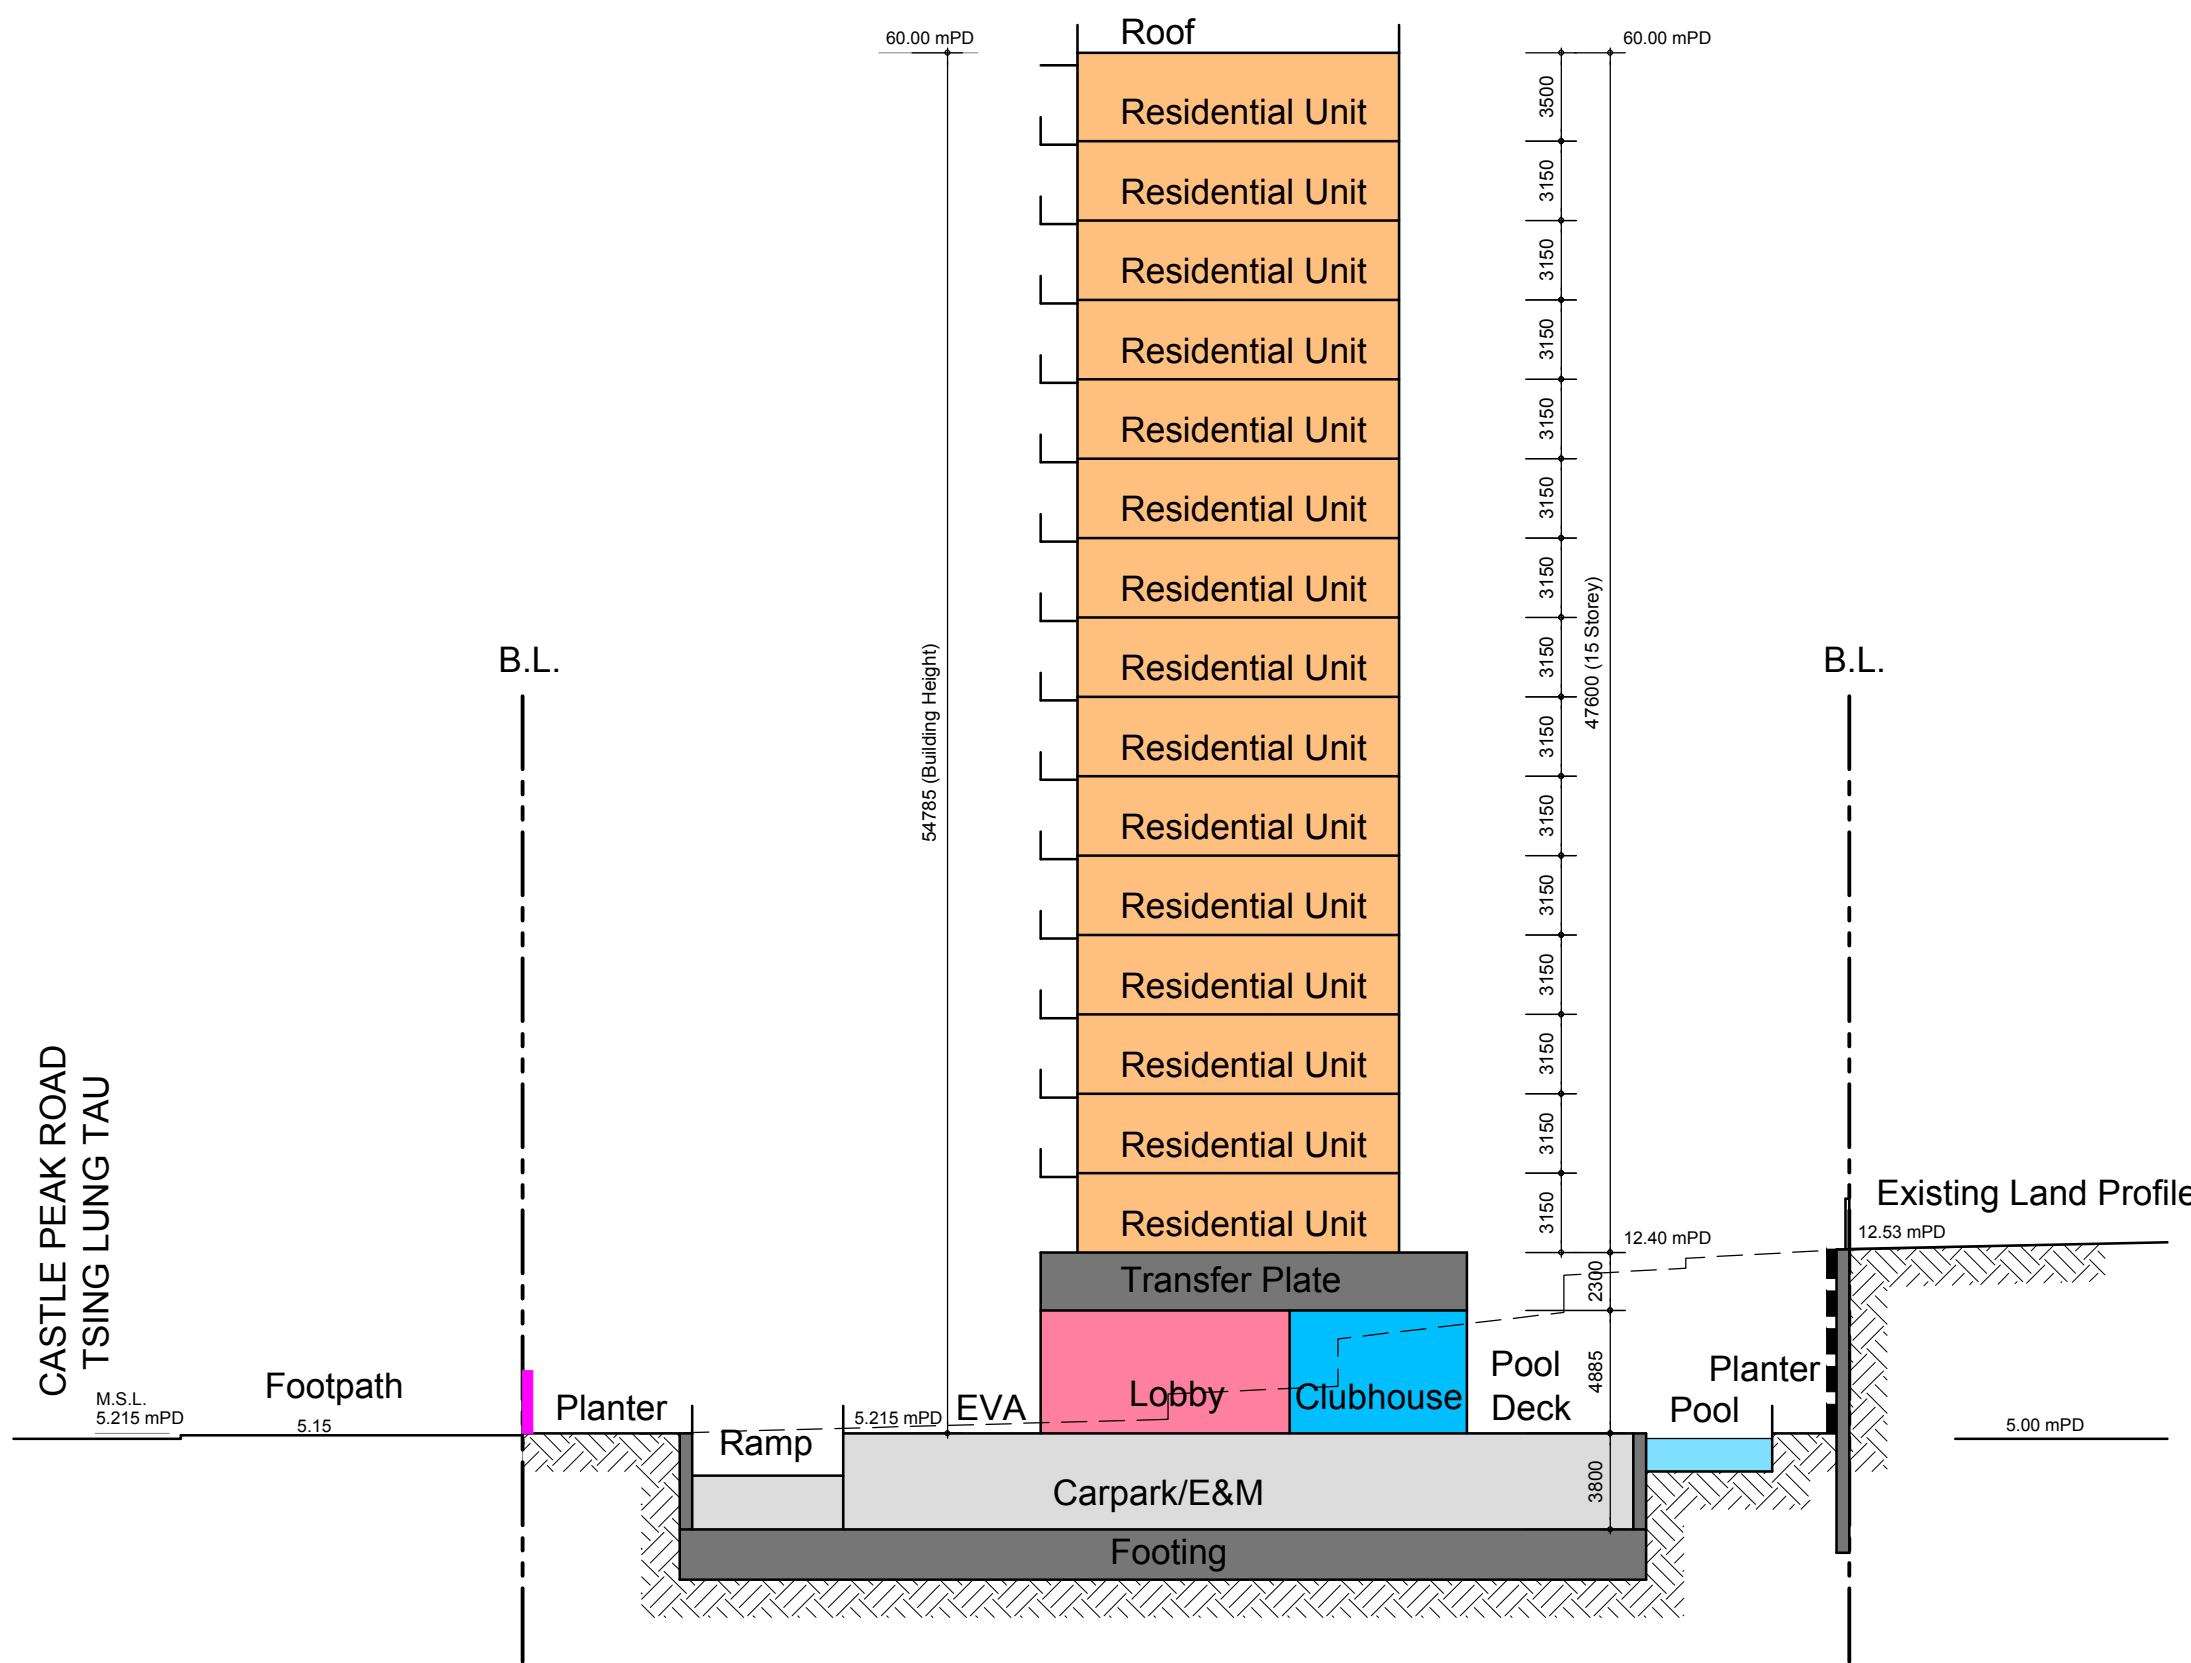 Roof
60.00 mPD
60.00 mPD
Residential Unit
3500
Residential Unit
3150
Residential Unit
3150
Residential Unit
3150
Residential Unit
3150
Residential Unit
3150
Residential Unit
3150
Residential Unit
3150
Residential Unit
3150
Residential Unit
3150
Residential Unit
3150
Residential Unit
3150
Residential Unit
3150
Residential Unit
3150
Residential Unit
3150
54785 (Building Height)
47600 (15 Storey)
B.L.
B.L.
CASTLE PEAK ROAD
TSING LUNG TAU
Existing Land Profile
12.40 mPD
12.53 mPD
Transfer Plate
2300
M.S.L.
5.215 mPD
Footpath
5.15
Planter
Ramp
5.215 mPD
EVA
Lobby
Clubhouse
Pool
Deck
4885
Planter
Pool
5.00 mPD
Carpark/E&M
3800
Footing